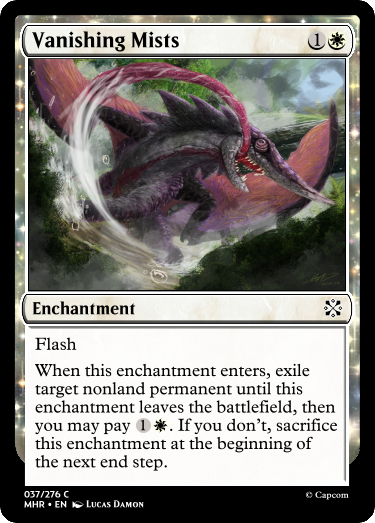 Vanishing Mists 1
Enchantment
Flash
When this enchantment enters, exile
target nonland permanent until this
enchantment leaves the battlefield, then
you may pay 1 . If you don't, sacrifice
this enchantment at the beginning of
the next end step.
037/276 C
MHR • EN Lucas Damon
© Capcom